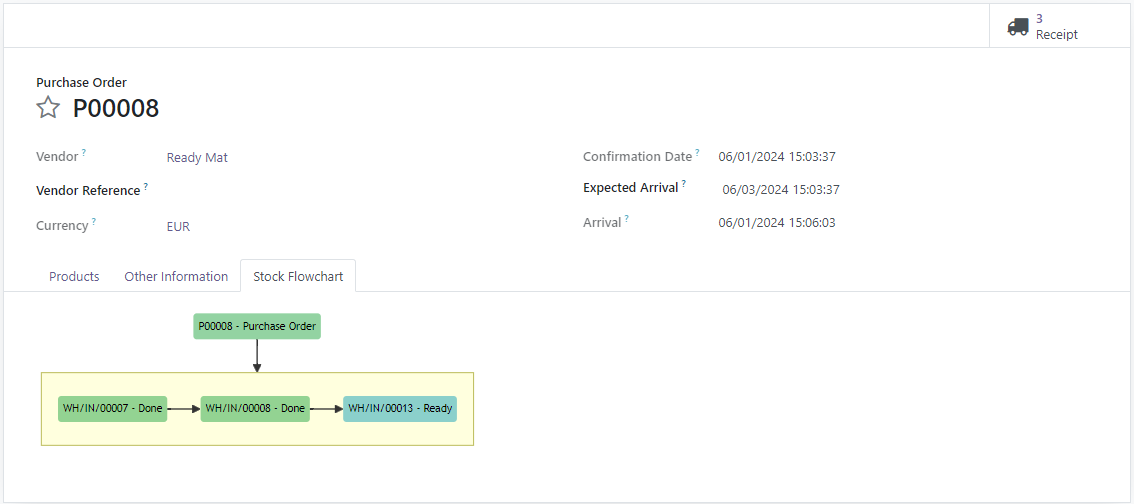 3
Receipt
Purchase Order
P00008
Vendor ? Ready Mat
Confirmation Date ? 06/01/2024 15:03:37
Vendor Reference ?
Expected Arrival ? 06/03/2024 15:03:37
Currency ? EUR
Arrival ? 06/01/2024 15:06:03
Products Other Information Stock Flowchart
P00008 - Purchase Order
WH/IN/00007 - Done WH/IN/00008 - Done WH/IN/00013 - Ready